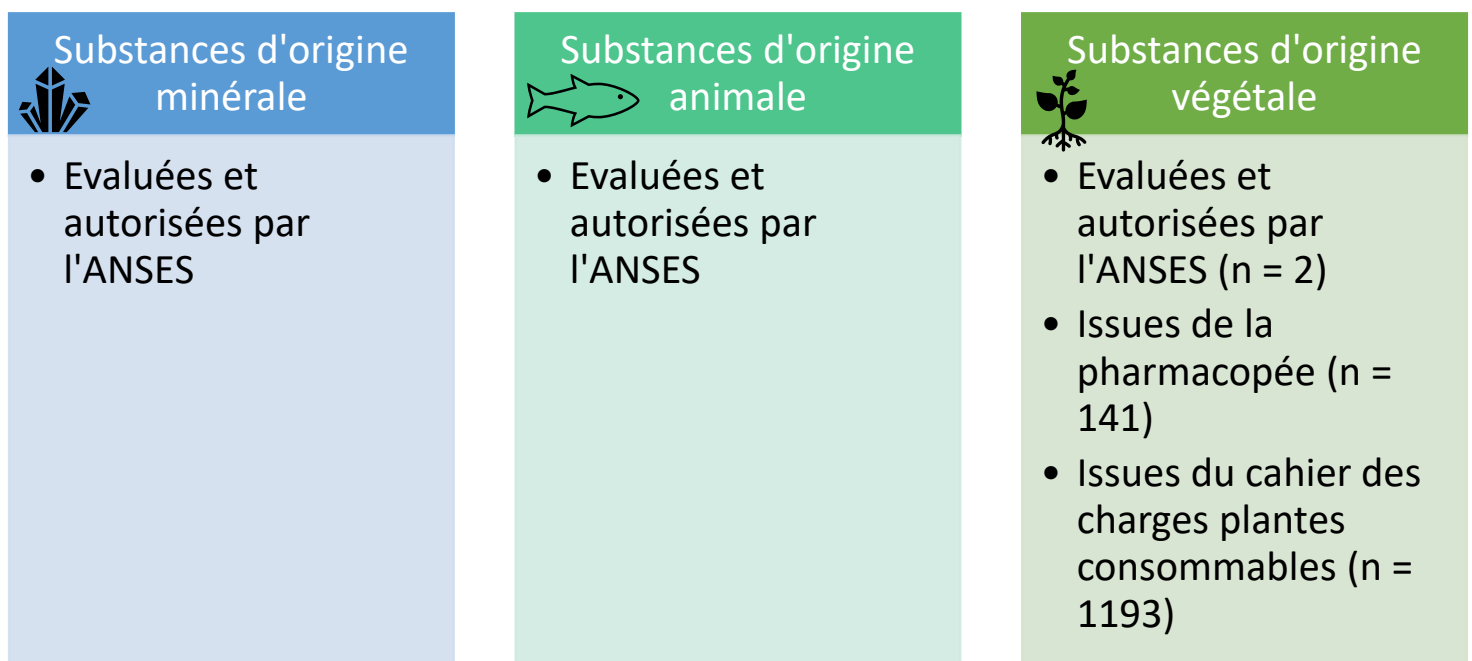 Substances d'origine
minérale
• Evaluées et
autorisées par
l'ANSES
Substances d'origine
animale
• Evaluées et
autorisées par
l'ANSES
Substances d'origine
végétale
• Evaluées et
autorisées par
l'ANSES (n = 2)
• Issues de la
pharmacopée (n =
141)
• Issues du cahier des
charges plantes
consommables (n =
1193)